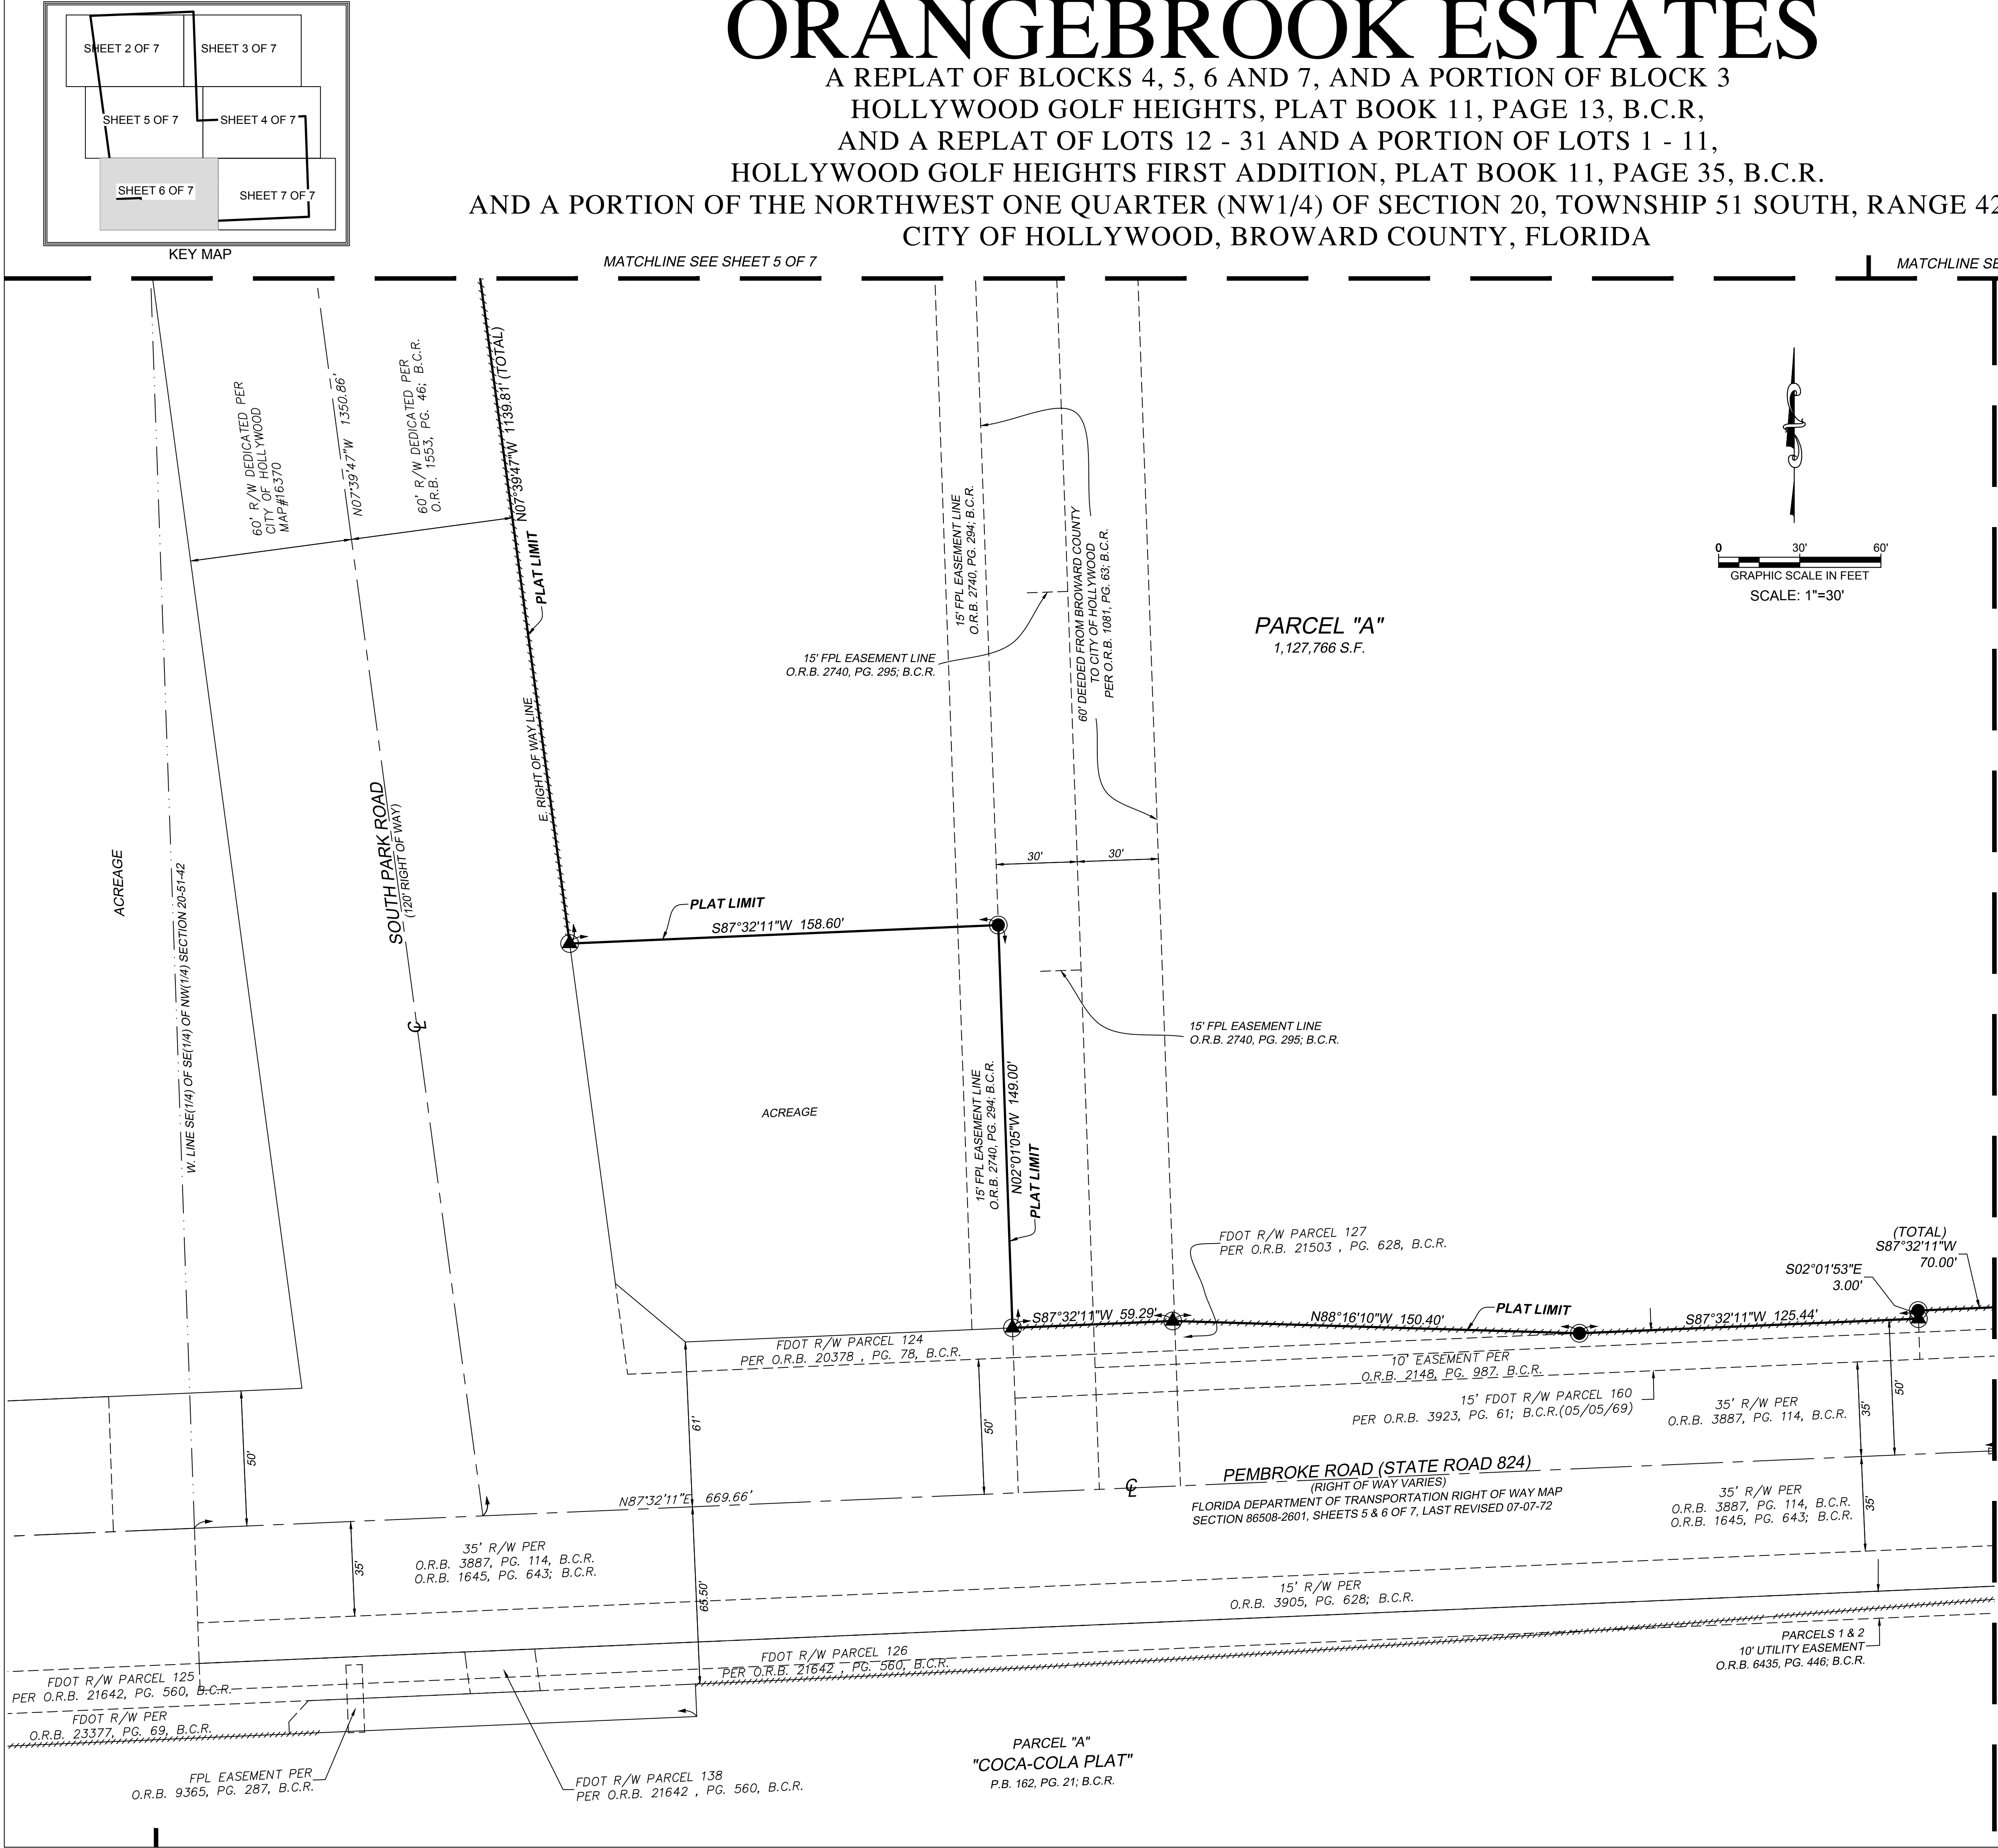 ORANGEBROOK ESTATES
A REPLAT OF BLOCKS 4, 5, 6 AND 7, AND A PORTION OF BLOCK 3
HOLLYWOOD GOLF HEIGHTS, PLAT BOOK 11, PAGE 13, B.C.R,
AND A REPLAT OF LOTS 12 - 31 AND A PORTION OF LOTS 1 - 11,
HOLLYWOOD GOLF HEIGHTS FIRST ADDITION, PLAT BOOK 11, PAGE 35, B.C.R.
AND A PORTION OF THE NORTHWEST ONE QUARTER (NW1/4) OF SECTION 20, TOWNSHIP 51 SOUTH, RANGE 42
CITY OF HOLLYWOOD, BROWARD COUNTY, FLORIDA
SHEET 2 OF 7
SHEET 3 OF 7
SHEET 5 OF 7
SHEET 4 OF 7
SHEET 6 OF 7
SHEET 7 OF 7
KEY MAP
MATCHLINE SEE SHEET 5 OF 7
MATCHLINE SE
60' R/W DEDICATED PER
CITY OF HOLLYWOOD
MAP#16370
N07°39'47"W 1350.86'
60' R/W DEDICATED PER
O.R.B. 1553, PG. 46; B.C.R.
N07°39'47"W 1139.81' (TOTAL)
PLAT LIMIT
E. RIGHT OF WAY LINE
15' FPL EASEMENT LINE
O.R.B. 2740, PG. 294; B.C.R.
60' DEEDED FROM BROWARD COUNTY
TO CITY OF HOLLYWOOD
PER O.R.B. 1081, PG. 63; B.C.R.
15' FPL EASEMENT LINE
O.R.B. 2740, PG. 295; B.C.R.
PARCEL "A"
1,127,766 S.F.
0 30' 60'
GRAPHIC SCALE IN FEET
SCALE: 1"=30'
ACREAGE
W. LINE SE(1/4) OF SE(1/4) OF NW(1/4) SECTION 20-51-42
SOUTH PARK ROAD
(120' RIGHT OF WAY)
30'
30'
PLAT LIMIT
S87°32'11"W 158.60'
15' FPL EASEMENT LINE
O.R.B. 2740, PG. 295; B.C.R.
ACREAGE
15' FPL EASEMENT LINE
O.R.B. 2740, PG. 294; B.C.R.
N02°01'05"W 149.00'
PLAT LIMIT
FDOT R/W PARCEL 127
PER O.R.B. 21503 , PG. 628, B.C.R.
(TOTAL)
S87°32'11"W
70.00'
S02°01'53"E
3.00'
S87°32'11"W 59.29'
N88°16'10"W 150.40'
PLAT LIMIT
S87°32'11"W 125.44'
FDOT R/W PARCEL 124
PER O.R.B. 20378 , PG. 78, B.C.R.
10' EASEMENT PER
O.R.B. 2148, PG. 987. B.C.R.
15' FDOT R/W PARCEL 160
PER O.R.B. 3923, PG. 61; B.C.R.(05/05/69)
35' R/W PER
O.R.B. 3887, PG. 114, B.C.R.
35'
50'
50'
61'
50'
N87°32'11"E 669.66'
PEMBROKE ROAD (STATE ROAD 824)
(RIGHT OF WAY VARIES)
FLORIDA DEPARTMENT OF TRANSPORTATION RIGHT OF WAY MAP
SECTION 86508-2601, SHEETS 5 & 6 OF 7, LAST REVISED 07-07-72
35' R/W PER
O.R.B. 3887, PG. 114, B.C.R.
O.R.B. 1645, PG. 643; B.C.R.
35'
35'
35' R/W PER
O.R.B. 3887, PG. 114, B.C.R.
O.R.B. 1645, PG. 643; B.C.R.
65.50'
15' R/W PER
O.R.B. 3905, PG. 628; B.C.R.
PARCELS 1 & 2
10' UTILITY EASEMENT
O.R.B. 6435, PG. 446; B.C.R.
FDOT R/W PARCEL 126
PER O.R.B. 21642 , PG. 560, B.C.R.
FDOT R/W PARCEL 125
PER O.R.B. 21642, PG. 560, B.C.R.
FDOT R/W PER
O.R.B. 23377, PG. 69, B.C.R.
FPL EASEMENT PER
O.R.B. 9365, PG. 287, B.C.R.
FDOT R/W PARCEL 138
PER O.R.B. 21642 , PG. 560, B.C.R.
PARCEL "A"
"COCA-COLA PLAT"
P.B. 162, PG. 21; B.C.R.